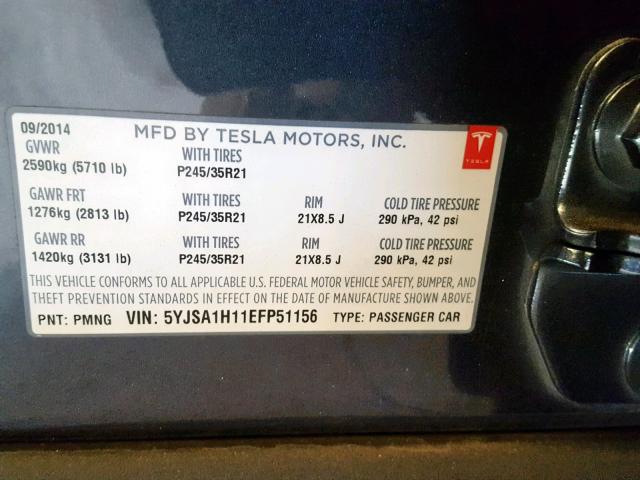 09/2014 MFD BY TESLA MOTORS, INC.
TESLA
GVWR WITH TIRES
2590kg (5710 lb) P245/35R21
GAWR FRT WITH TIRES RIM COLD TIRE PRESSURE
1276kg (2813 lb) P245/35R21 21X8.5 J 290 kPa, 42 psi
GAWR RR WITH TIRES RIM COLD TIRE PRESSURE
1420kg (3131 lb) P245/35R21 21X8.5 J 290 kPa, 42 psi
THIS VEHICLE CONFORMS TO ALL APPLICABLE U.S. FEDERAL MOTOR VEHICLE SAFETY, BUMPER, AND
THEFT PREVENTION STANDARDS IN EFFECT ON THE DATE OF MANUFACTURE SHOWN ABOVE.
PNT: PMNG VIN: 5YJSA1H11EFP51156 TYPE: PASSENGER CAR